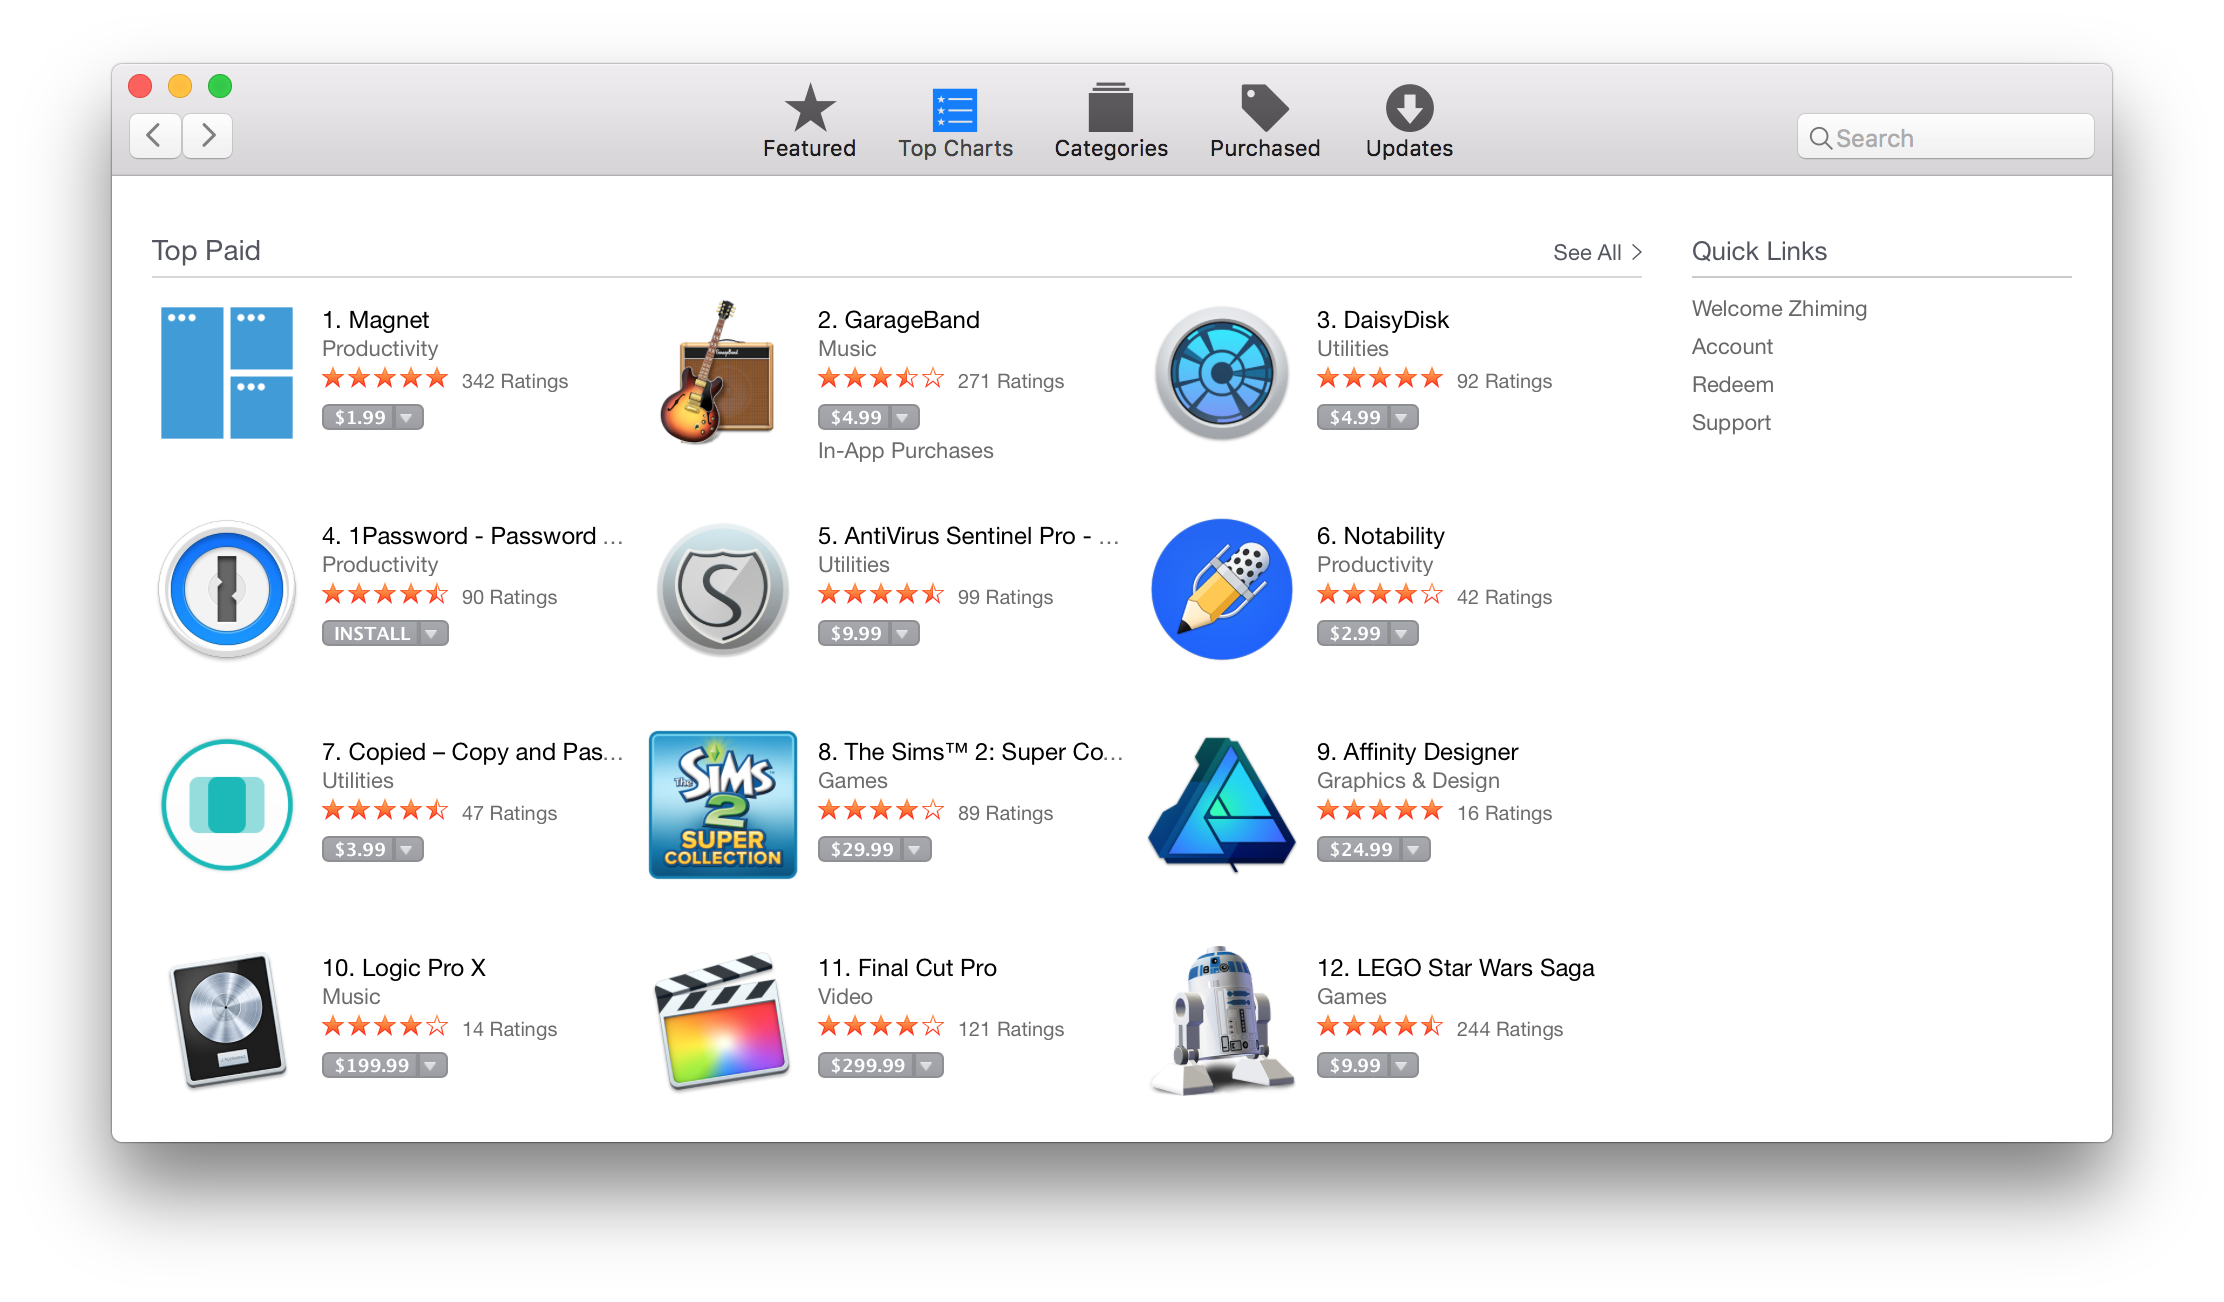 Featured
Top Charts
Categories
Purchased
Updates
Search
Top Paid
See All
Quick Links
Welcome Zhiming
Account
Redeem
Support
1. Magnet
Productivity
342 Ratings
$1.99
2. GarageBand
Music
271 Ratings
$4.99
In-App Purchases
3. DaisyDisk
Utilities
92 Ratings
$4.99
4. 1Password - Password ...
Productivity
90 Ratings
INSTALL
5. AntiVirus Sentinel Pro - ...
Utilities
99 Ratings
$9.99
6. Notability
Productivity
42 Ratings
$2.99
7. Copied – Copy and Pas...
Utilities
47 Ratings
$3.99
THE SIMS
2
SUPER
COLLECTION
8. The Sims™ 2: Super Co...
Games
89 Ratings
$29.99
9. Affinity Designer
Graphics & Design
16 Ratings
$24.99
10. Logic Pro X
Music
14 Ratings
$199.99
11. Final Cut Pro
Video
121 Ratings
$299.99
12. LEGO Star Wars Saga
Games
244 Ratings
$9.99